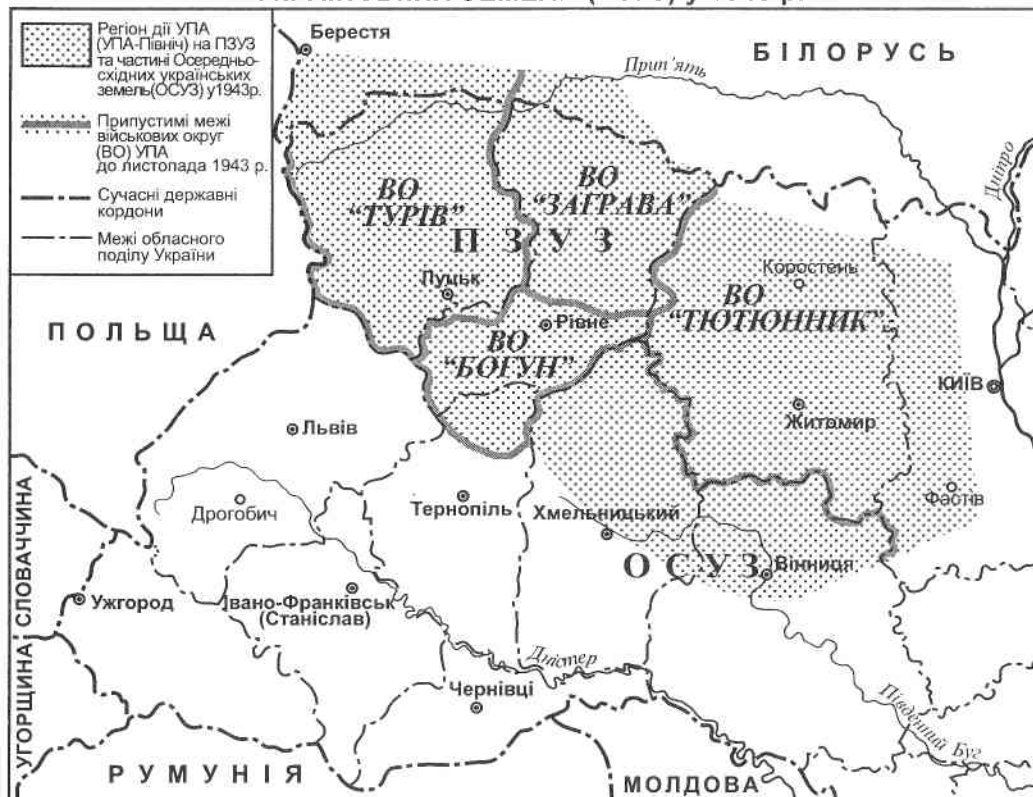 Регіон дії УПА
(УПА-Північ) на ПЗУЗ
та частині Осередньо-
східних українських
земель(ОСУЗ) у1943р.
Припустимі межі
військових округ
(ВО) УПА
до листопада 1943 р.
Сучасні державні
кордони
Межі обласного
поділу України
Берестя
БІЛОРУСЬ
Прип'ять
Дніпро
ВО
"ТУРІВ"
ВО
"ЗАГРАВА"
ПЗУЗ
Луцьк
Коростень
ВО
"ТЮТЮННИК"
ПОЛЬЩА
Рівне
ВО
"БОГУН"
КИЇВ
Житомир
Львів
Дрогобич
Тернопіль
Хмельницький
Фастів
ОСУЗ
Вінниця
СЛОВАЧЧИНА
УГОРЩИНА
Ужгород
Івано-Франківськ
(Станіслав)
Дністер
Чернівці
Південний Буг
РУМУНІЯ
МОЛДОВА